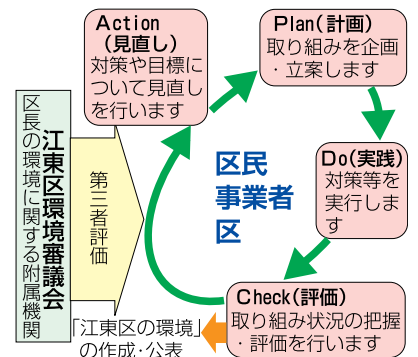 Action
(見直し)
対策や目標に
ついて見直し
を行います
Plan(計画)
取り組みを企画
・立案します
Do(実践)
対策等を
実行しま
す
Check(評価)
取り組み状況の把握
・評価を行います
区民
事業者
区
江東区環境審議会
区長の環境に関する附属機関
第三者評価
「江東区の環境」
の作成・公表